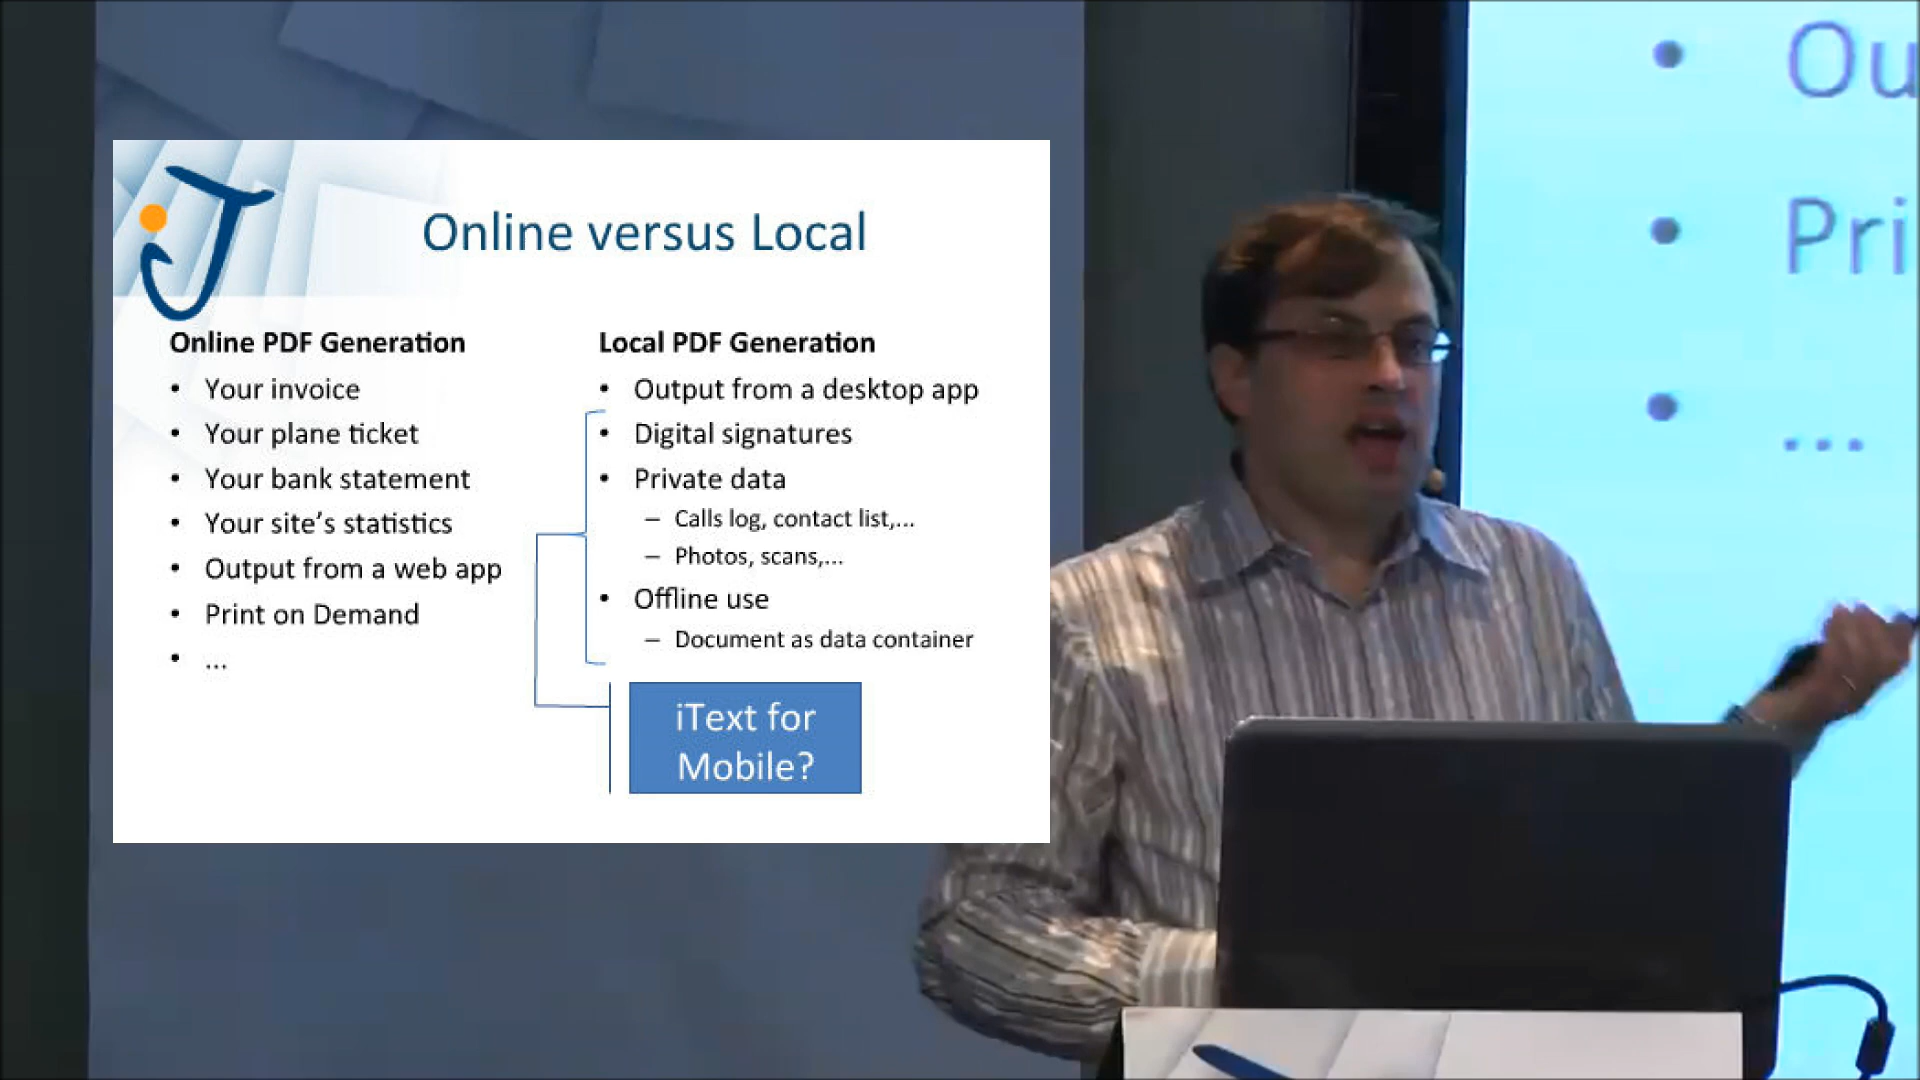 Online versus Local
Online PDF Generation
• Your invoice
• Your plane ticket
• Your bank statement
• Your site's statistics
• Output from a web app
• Print on Demand
• ...
Local PDF Generation
• Output from a desktop app
• Digital signatures
• Private data
– Calls log, contact list,...
– Photos, scans,...
• Offline use
– Document as data container
iText for
Mobile?
• Ou
• Pri
• ...